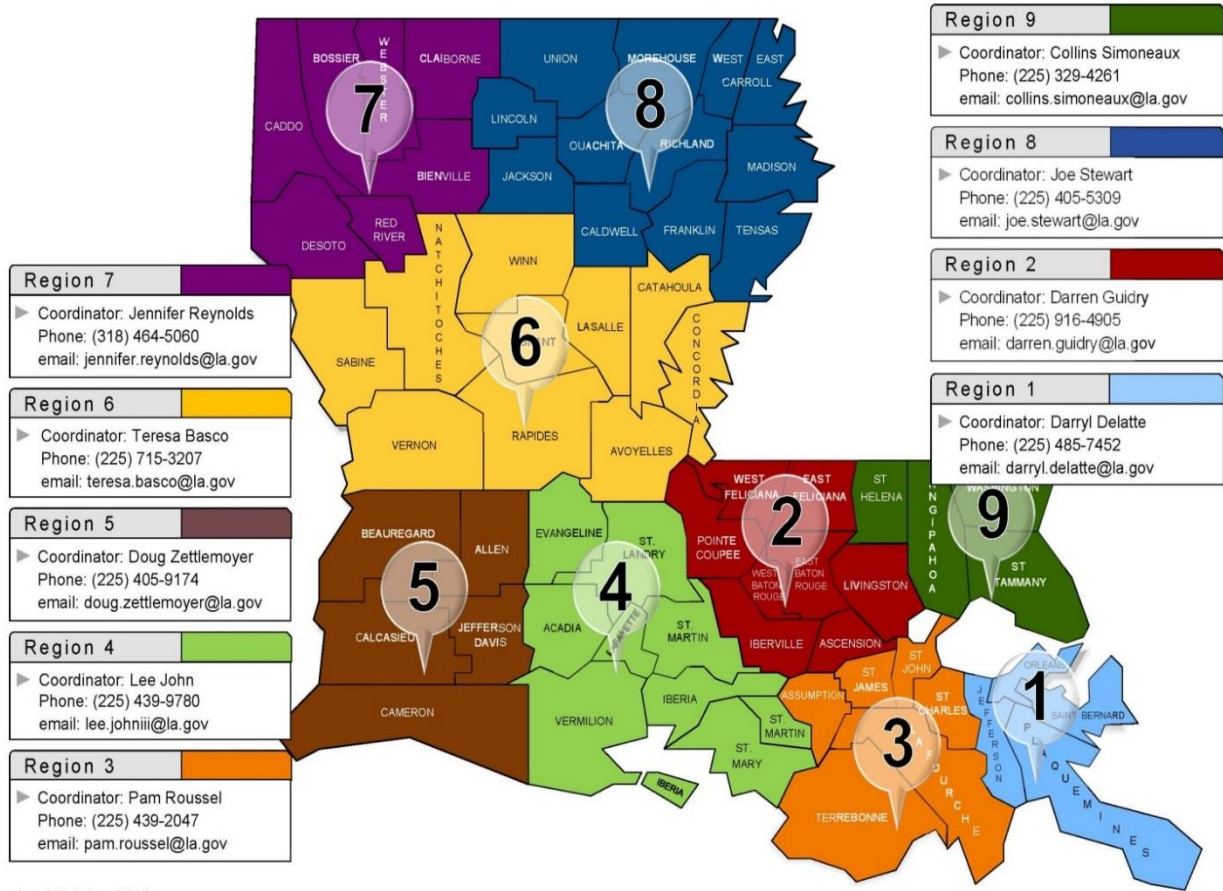 Region 9
Coordinator: Collins Simoneaux
Phone: (225) 329-4261
email: collins.simoneaux@la.gov
Region 8
Coordinator: Joe Stewart
Phone: (225) 405-5309
email: joe.stewart@la.gov
Region 2
Coordinator: Darren Guidry
Phone: (225) 916-4905
email: darren.guidry@la.gov
Region 1
Coordinator: Darryl Delatte
Phone: (225) 485-7452
email: darryl.delatte@la.gov
Region 7
Coordinator: Jennifer Reynolds
Phone: (318) 464-5060
email: jennifer.reynolds@la.gov
Region 6
Coordinator: Teresa Basco
Phone: (225) 715-3207
email: teresa.basco@la.gov
Region 5
Coordinator: Doug Zettlemoyer
Phone: (225) 405-9174
email: doug.zettlemoyer@la.gov
Region 4
Coordinator: Lee John
Phone: (225) 439-9780
email: lee.johniii@la.gov
Region 3
Coordinator: Pam Roussel
Phone: (225) 439-2047
email: pam.roussel@la.gov
7
CADDO
BOSSIER
WEBSTER
CLAIBORNE
BIENVILLE
DESOTO
RED
RIVER
8
UNION
MOREHOUSE
WEST
EAST
CARROLL
LINCOLN
OUACHITA
RICHLAND
MADISON
JACKSON
CALDWELL
FRANKLIN
TENSAS
6
NATCHITOCHES
WINN
SABINE
LASALLE
CATAHOULA
CONCORDIA
VERNON
RAPIDES
AVOYELLES
5
BEAUREGARD
ALLEN
CALCASIEU
JEFFERSON
DAVIS
CAMERON
4
EVANGELINE
ST.
LANDRY
ACADIA
ST.
MARTIN
VERMILION
IBERIA
ST.
MARTIN
ST.
MARY
IBERIA
2
WEST
FELICIANA
EAST
FELICIANA
POINTE
COUPEE
WEST
BATON
ROUGE
EAST
BATON
ROUGE
LIVINGSTON
IBERVILLE
ASCENSION
9
ST
HELENA
WASHINGTON
ST
TAMMANY
3
ASSUMPTION
ST.
JAMES
ST.
JOHN
ST
CHARLES
TERREBONNE
1
ORLEANS
JEFFERSON
SAINT BERNARD
PLAQUEMINES